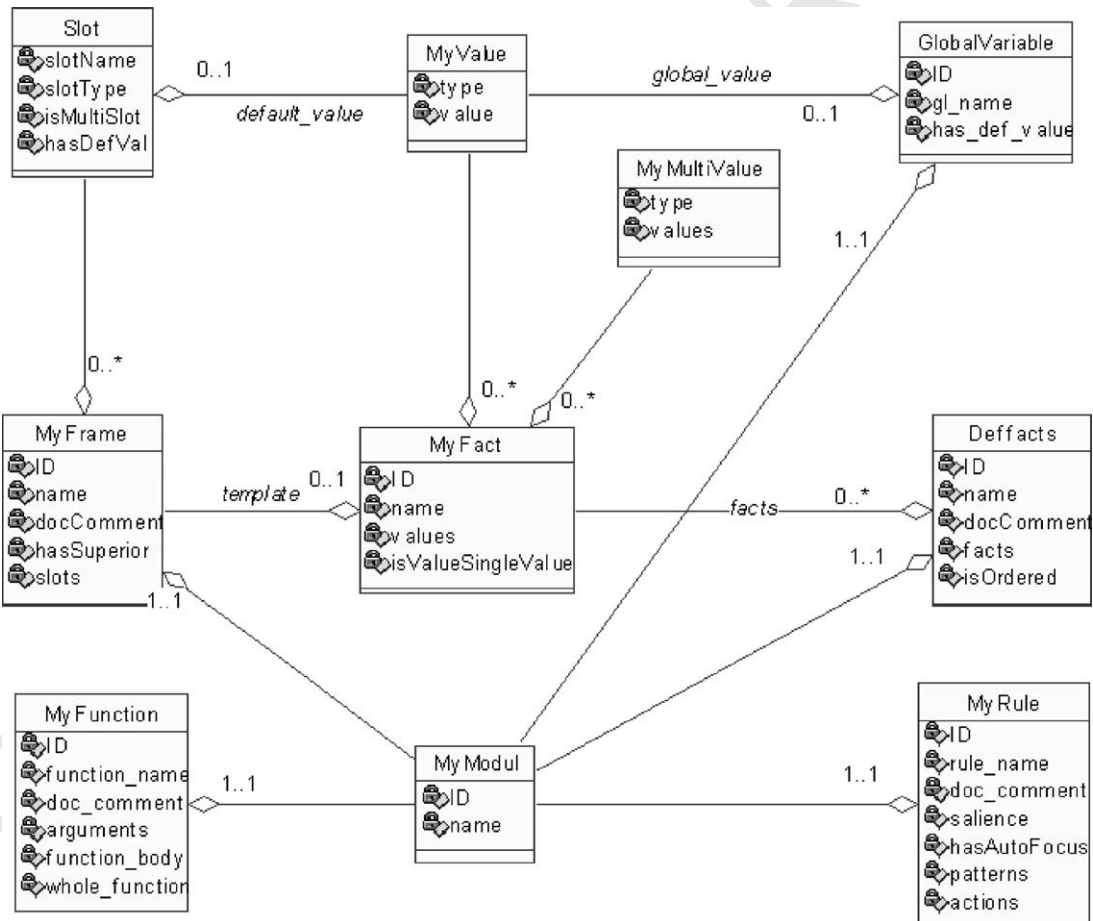 Slot
slotName
slotType
isMultiSlot
hasDefVal
0..1
default_value
MyValue
type
value
global_value
0..1
GlobalVariable
ID
gl_name
has_def_value
MyMultiValue
type
values
1..1
0..*
0..*
0..*
MyFrame
ID
name
docComment
hasSuperior
slots
1..1
template
0..1
MyFact
ID
name
values
isValueSingleValue
facts
0..*
1..1
Deffacts
ID
name
docComment
facts
isOrdered
MyFunction
ID
function_name
doc_comment
arguments
function_body
whole_function
1..1
MyModul
ID
name
1..1
MyRule
ID
rule_name
doc_comment
salience
hasAutoFocus
patterns
actions